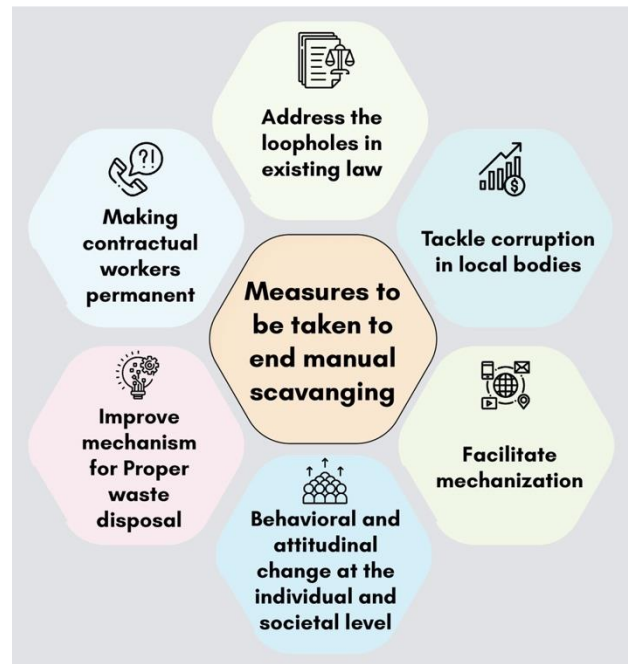 Address the
loopholes in
existing law
?!
Making
contractual
workers
permanent
$
Tackle corruption
in local bodies
Measures to
be taken to
end manual
scavanging
Improve
mechanism
for Proper
waste
disposal
Facilitate
mechanization
Behavioral and
attitudinal
change at the
individual and
societal level